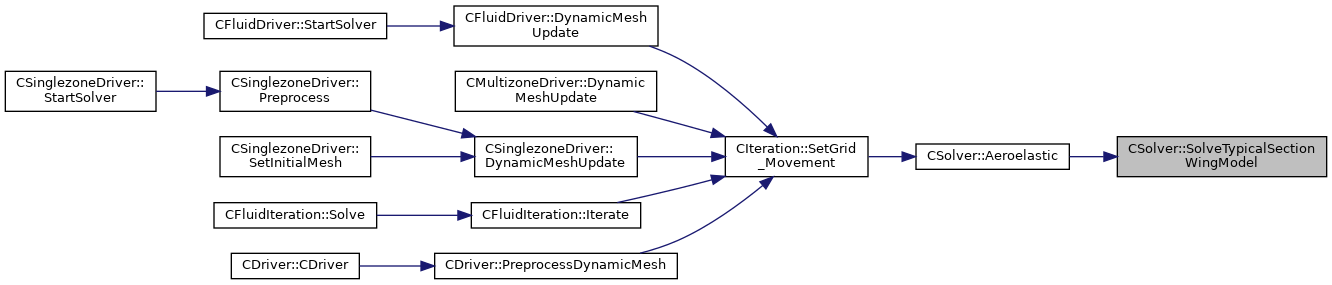 CFluidDriver::StartSolver
CFluidDriver::DynamicMesh
Update
CSinglezoneDriver::
StartSolver
CSinglezoneDriver::
Preprocess
CMultizoneDriver::Dynamic
MeshUpdate
CSinglezoneDriver::
SetInitialMesh
CSinglezoneDriver::
DynamicMeshUpdate
CIteration::SetGrid
_Movement
CSolver::Aeroelastic
CSolver::SolveTypicalSection
WingModel
CFluidIteration::Solve
CFluidIteration::Iterate
CDriver::CDriver
CDriver::PreprocessDynamicMesh